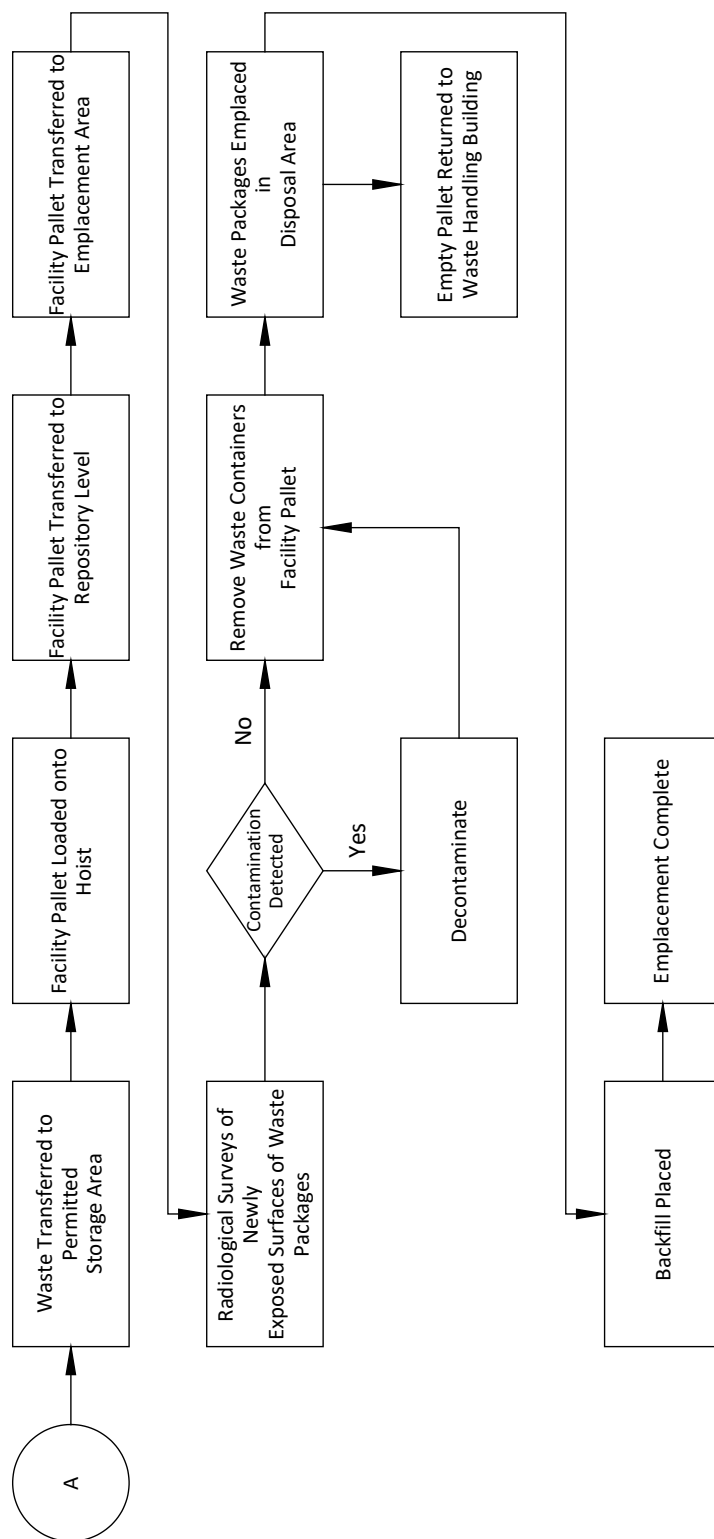 A
Waste Transferred to
Permitted
Storage Area
Facility Pallet Loaded onto
Hoist
Facility Pallet Transferred to
Repository Level
Facility Pallet Transferred to
Emplacement Area
Radiological Surveys of
Newly
Exposed Surfaces of Waste
Packages
Contamination
Detected
No
Yes
Decontaminate
Remove Waste Containers
from
Facility Pallet
Waste Packages Emplaced
in
Disposal Area
Empty Pallet Returned to
Waste Handling Building
Backfill Placed
Emplacement Complete